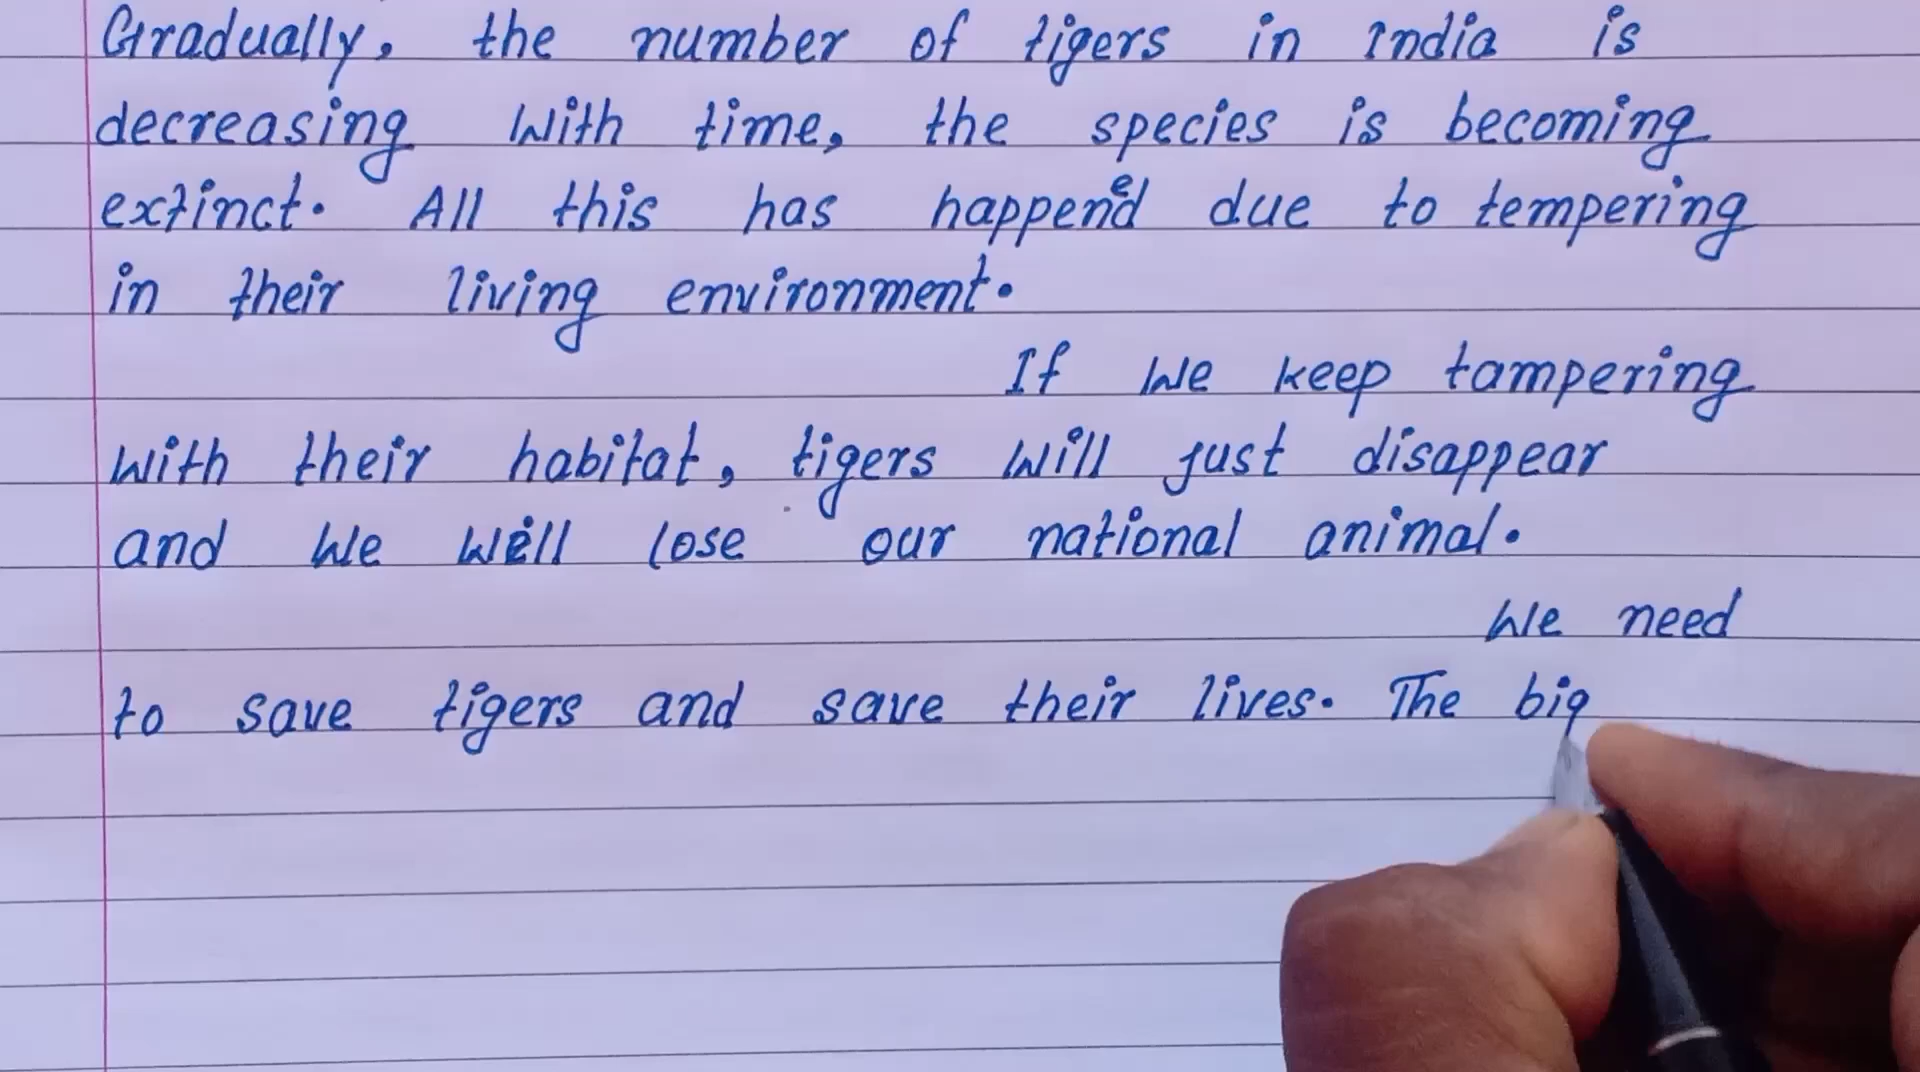 Gradually, the number of tigers in India is
decreasing with time, the species is becoming
extinct. All this has happened due to tempering
in their living environment.
If we keep tampering
with their habitat, tigers will just disappear
and we will lose our national animal.
We need
to save tigers and save their lives. The big